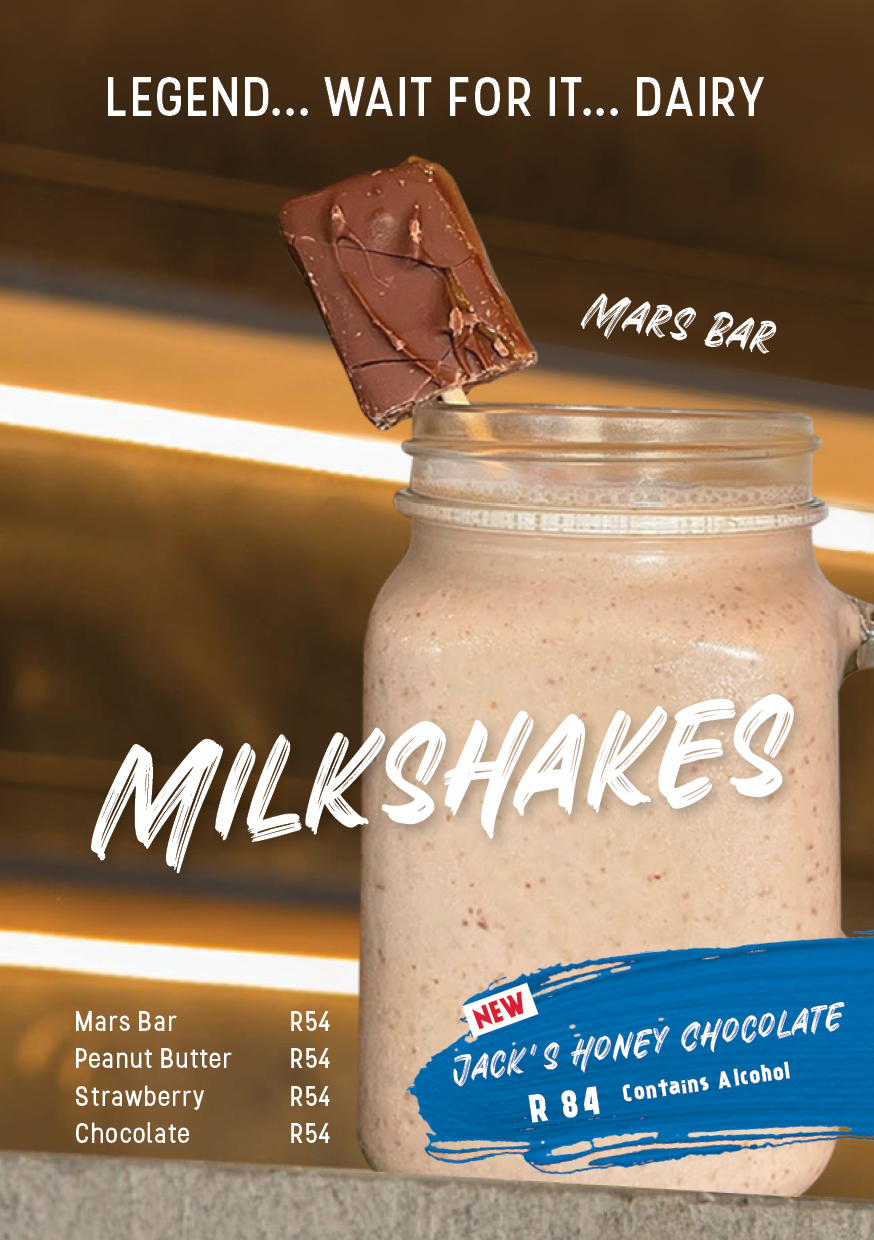 LEGEND... WAIT FOR IT... DAIRY
MARS BAR
MILKSHAKES
Mars Bar R54
Peanut Butter R54
Strawberry R54
Chocolate R54
NEW
JACK'S HONEY CHOCOLATE
R 84 Contains Alcohol